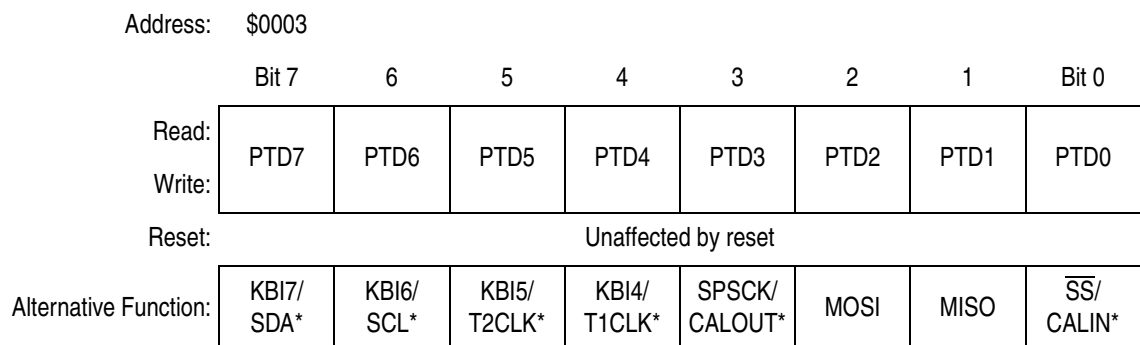 Address: $0003
Bit 7 6 5 4 3 2 1 Bit 0
Read:
PTD7 PTD6 PTD5 PTD4 PTD3 PTD2 PTD1 PTD0
Write:
Reset: Unaffected by reset
Alternative Function: KBI7/ SDA* KBI6/ SCL* KBI5/ T2CLK* KBI4/ T1CLK* SPSCK/ CALOUT* MOSI MISO S̅S̅/ CALIN*